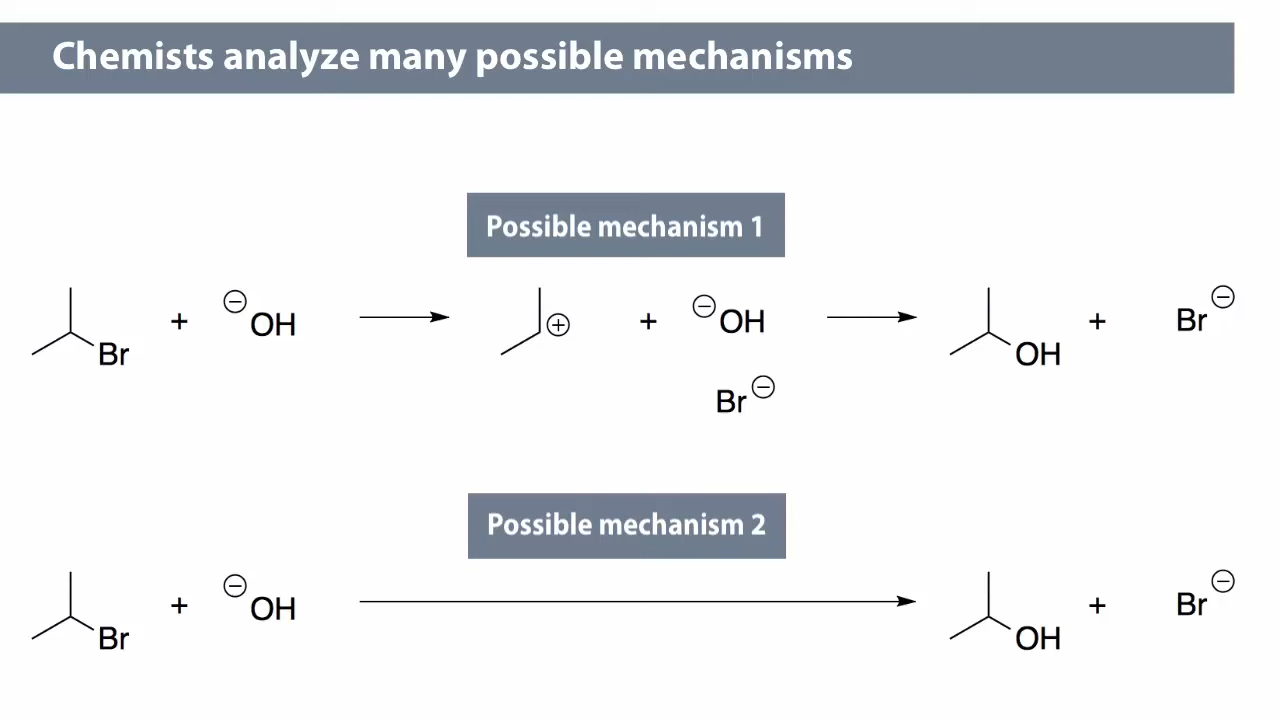 Chemists analyze many possible mechanisms
Possible mechanism 1
Br + ⊖OH ⊕ + ⊖OH OH + Br⊖
Br⊖
Possible mechanism 2
Br + ⊖OH OH + Br⊖